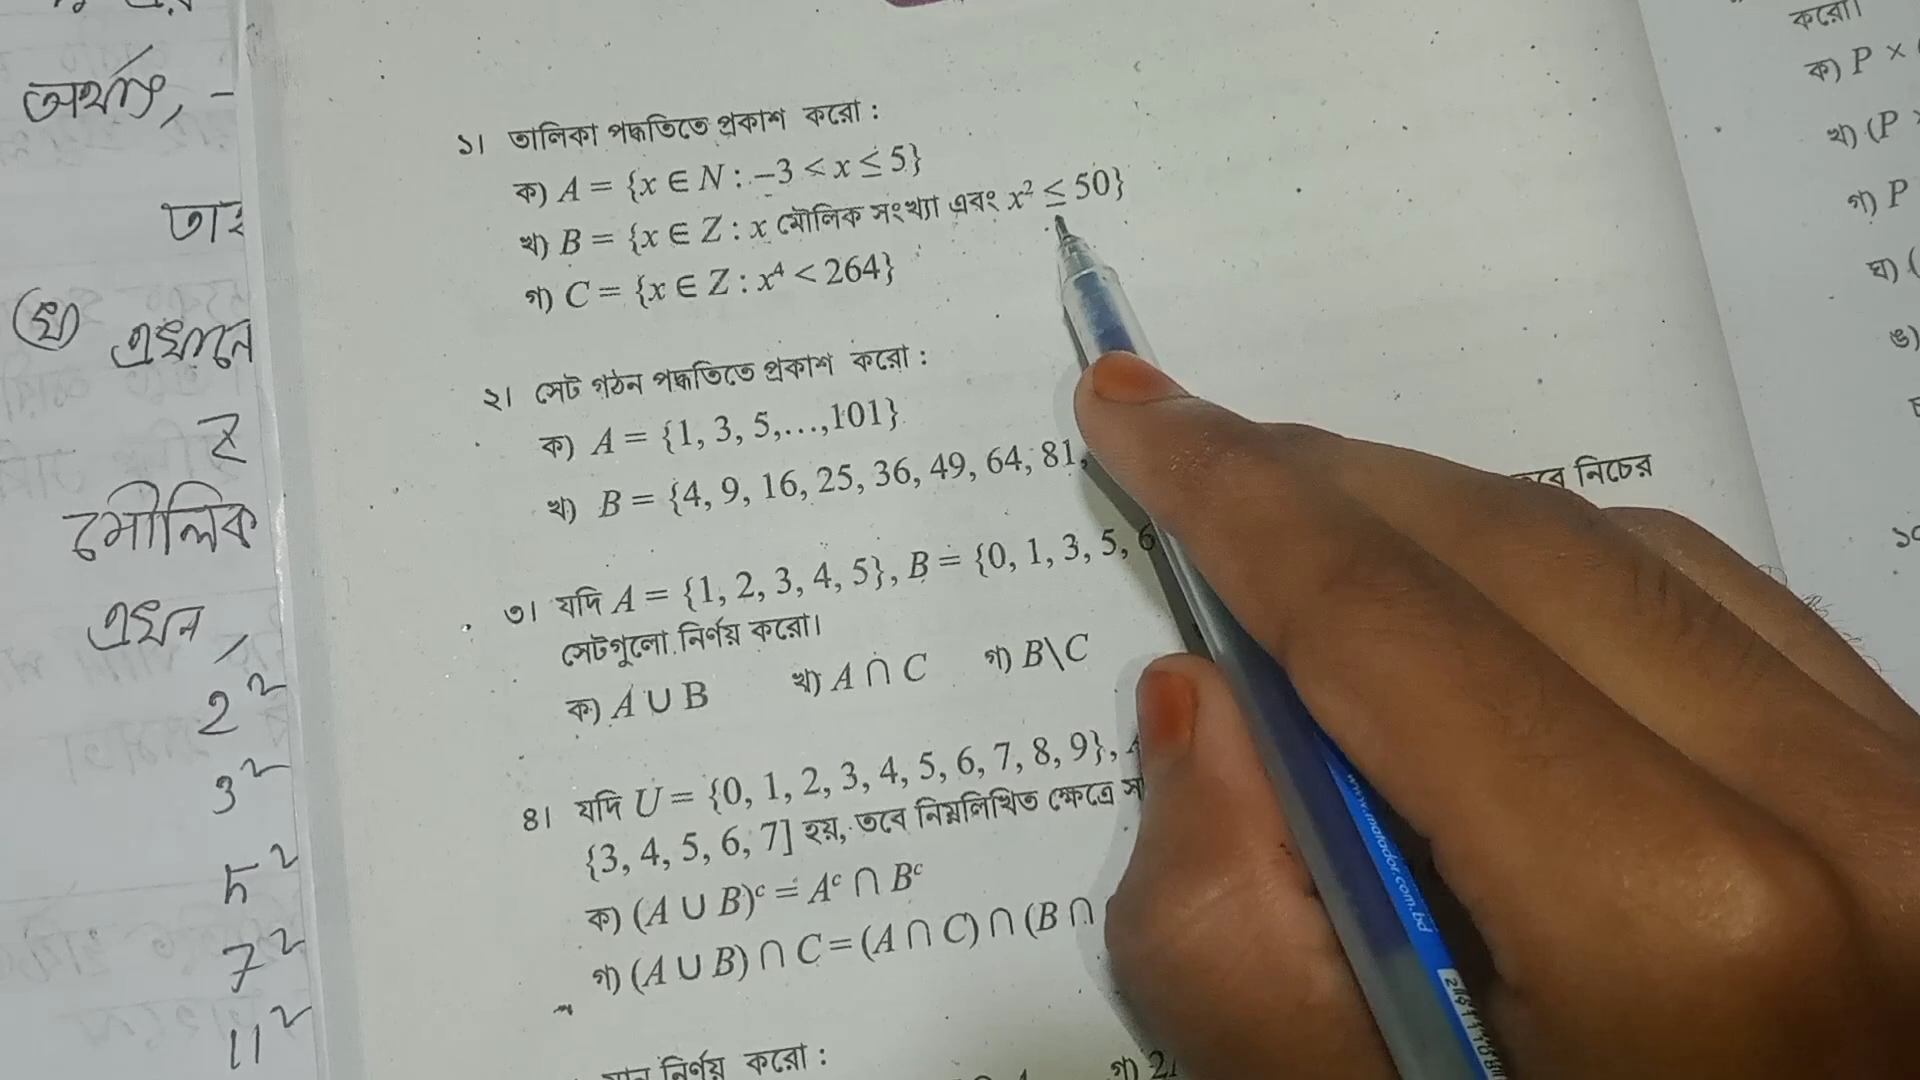 অর্থাৎ, -
(খ) এখানে
Z
মৌলিক
এখন,
2²
3²
5²
7²
11²
১। তালিকা পদ্ধতিতে প্রকাশ করো :
ক) A = {x ∈ N : –3 < x ≤ 5}
খ) B = {x ∈ Z : x মৌলিক সংখ্যা এবং x² ≤ 50}
গ) C = {x ∈ Z : x⁴ < 264}
২। সেট গঠন পদ্ধতিতে প্রকাশ করো :
ক) A = {1, 3, 5,...,101}
খ) B = {4, 9, 16, 25, 36, 49, 64, 81,
নিচের
৩। যদি A = {1, 2, 3, 4, 5}, B = {0, 1, 3, 5, 6
সেটগুলো নির্ণয় করো।
ক) A ∪ B খ) A ∩ C গ) B\C
৪। যদি U = {0, 1, 2, 3, 4, 5, 6, 7, 8, 9},
{3, 4, 5, 6, 7] হয়, তবে নিম্নলিখিত ক্ষেত্রে
ক) (A ∪ B)ᶜ = Aᶜ ∩ Bᶜ
গ) (A ∪ B) ∩ C = (A ∩ C) ∩ (B ∩
নির্ণয় করো :
গ)
করো।
ক) P ×
খ) (P
গ) P
ঘ) (
ঙ)
www.matador.com.bd